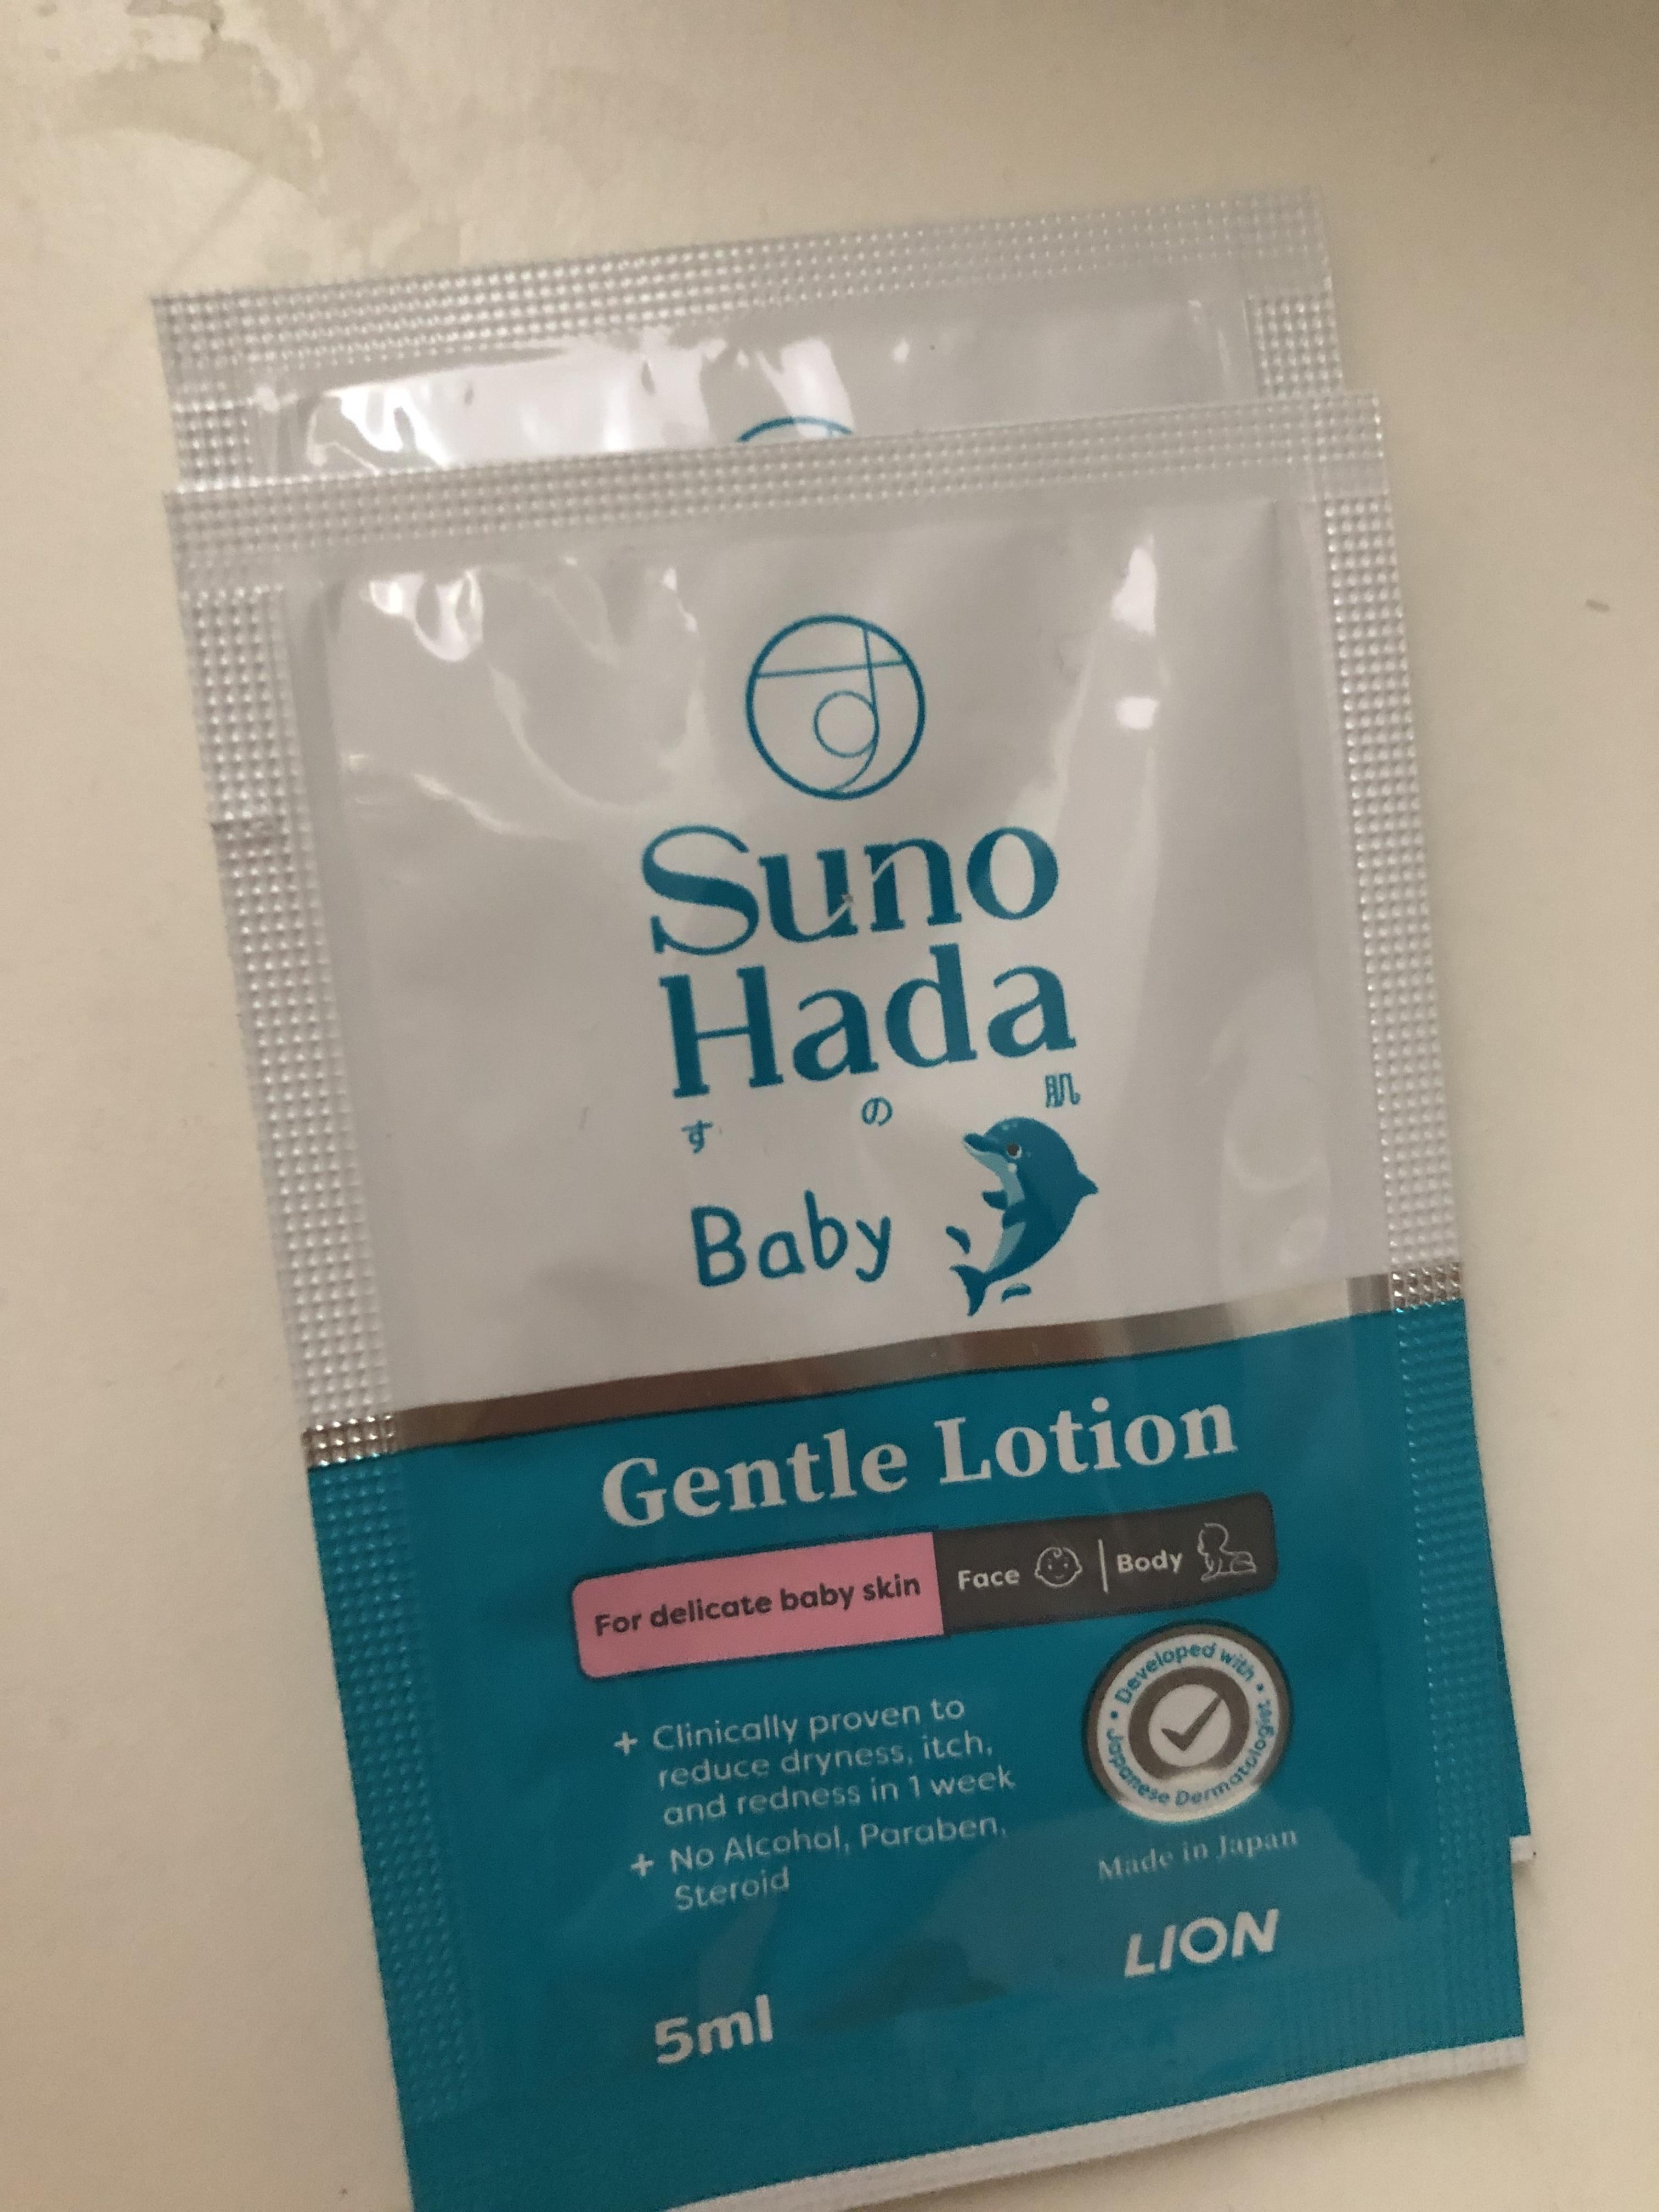 Suno
Hada
す の 肌
Baby
Gentle Lotion
For delicate baby skin
Face | Body
+ Clinically proven to
reduce dryness, itch,
and redness in 1 week
+ No Alcohol, Paraben,
Steroid
• Developed with •
Japanese Dermatologist
Made in Japan
LION
5ml